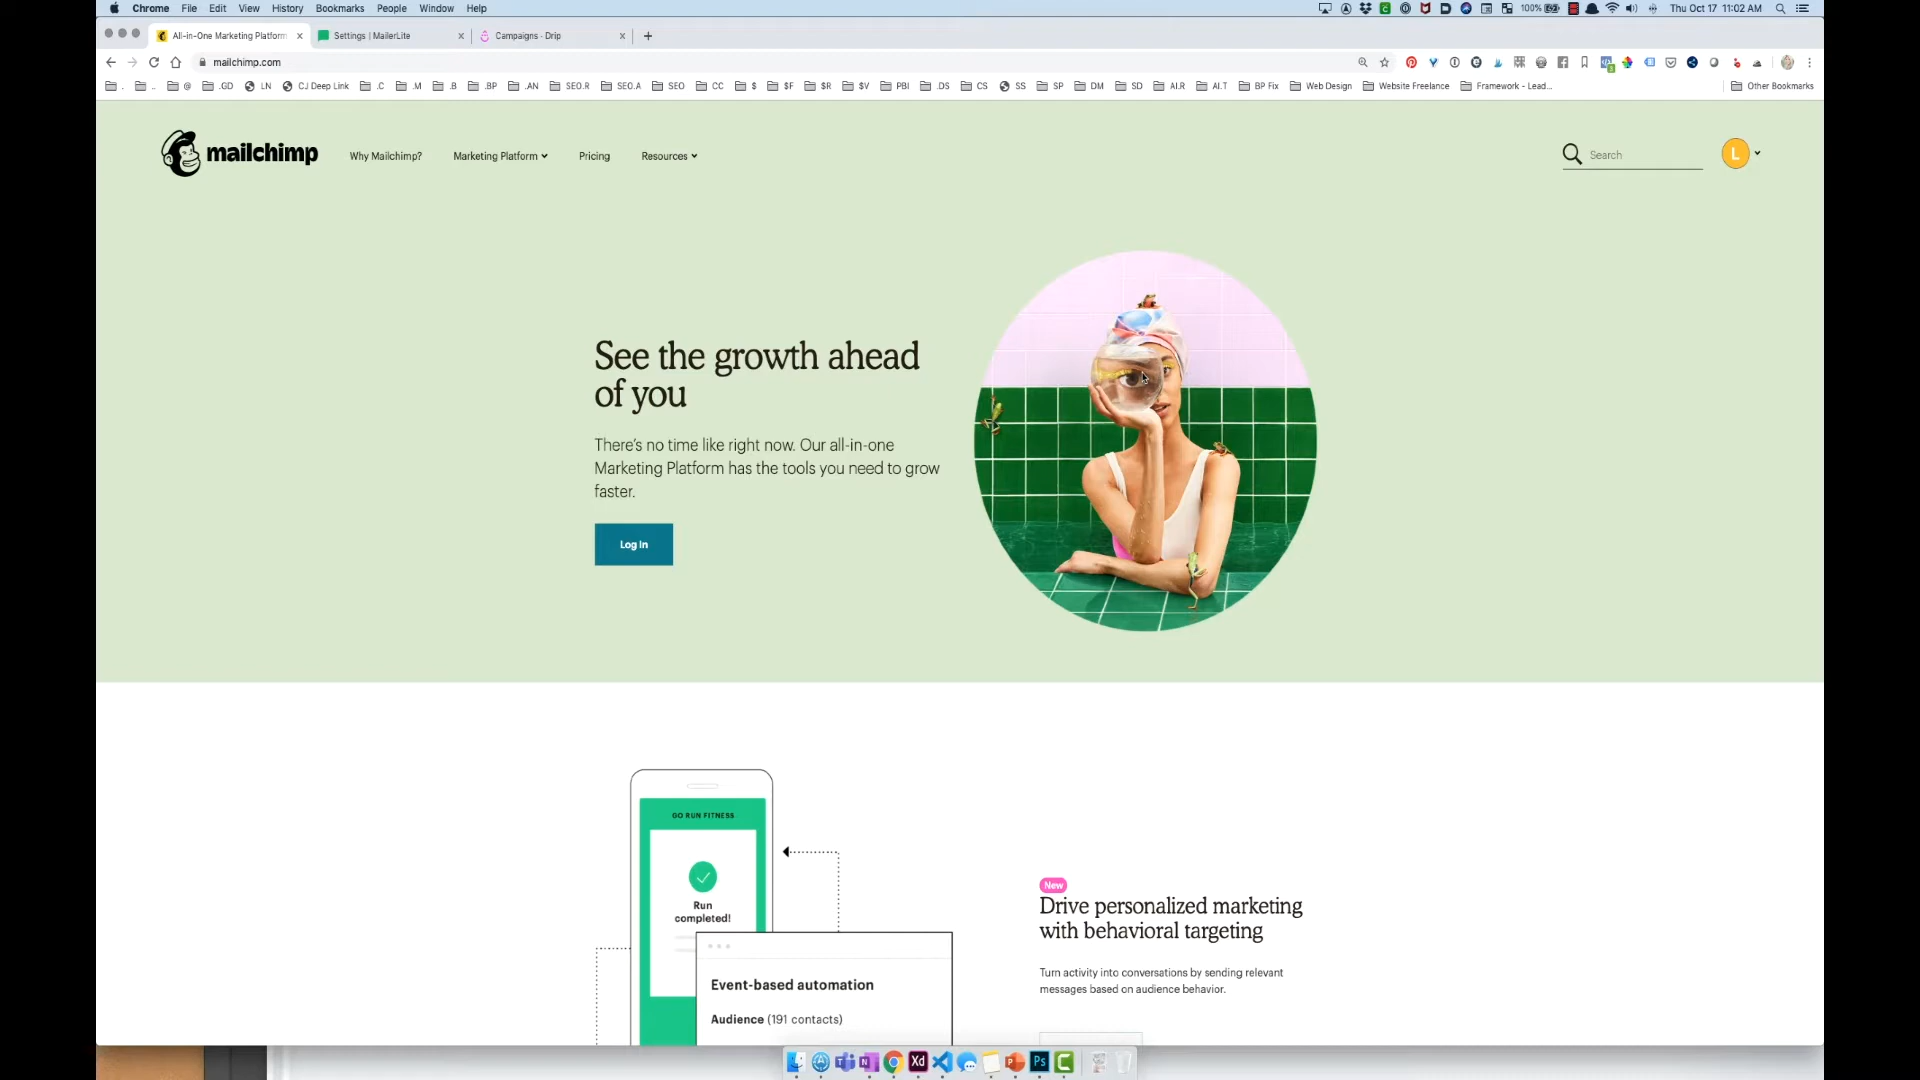 Chrome File Edit View History Bookmarks People Window Help
100% Thu Oct 17 11:02 AM
All-in-One Marketing Platform
Settings | MailerLite
Campaigns · Drip
mailchimp.com
. .. @ .GD LN CJ Deep Link .C .M .B .BP .AN SEO.R SEO.A SEO CC $ $F $R $V PBI .DS CS SS SP DM SD AI.R AI.T BP Fix Web Design Website Freelance Framework - Lead... Other Bookmarks
mailchimp
Why Mailchimp? Marketing Platform Pricing Resources
Search
L
See the growth ahead
of you
There's no time like right now. Our all-in-one
Marketing Platform has the tools you need to grow
faster.
Log In
GO RUN FITNESS
Run
completed!
Event-based automation
Audience (191 contacts)
New
Drive personalized marketing
with behavioral targeting
Turn activity into conversations by sending relevant
messages based on audience behavior.
Xd
Ps